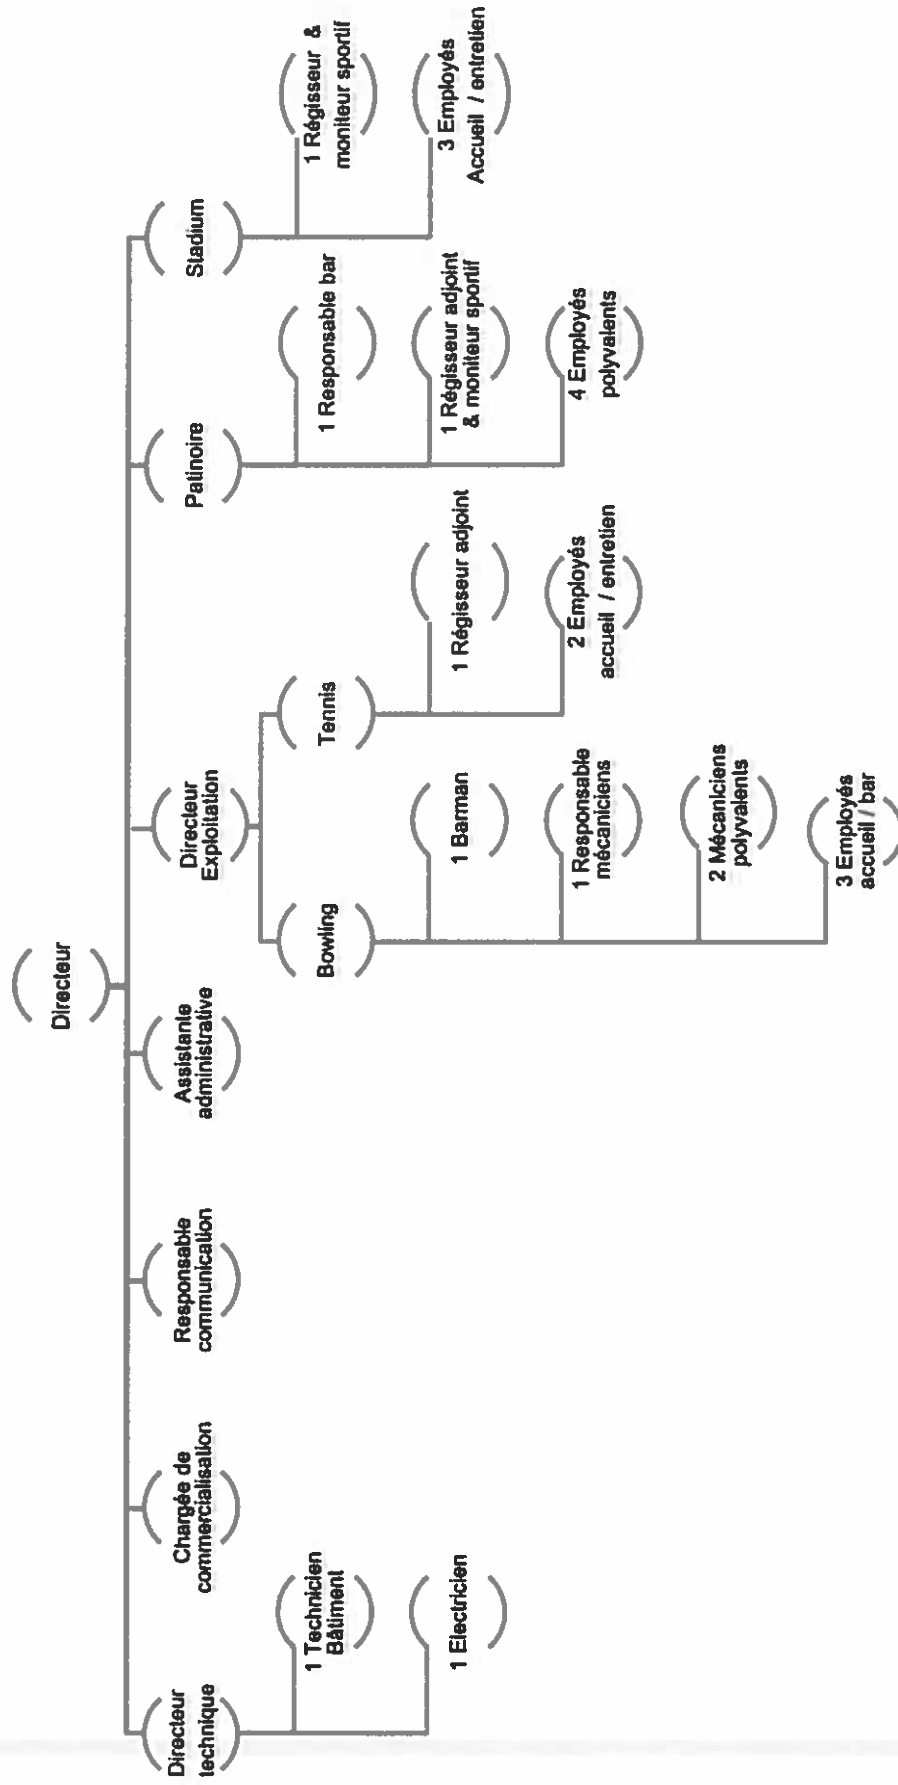 Directeur
Directeur
technique
1 Technicien
Bâtiment
1 Electricien
Chargée de
commercialisation
Responsable
communication
Assistante
administrative
Directeur
Exploitation
Bowling
1 Barman
1 Responsable
mécaniciens
2 Mécaniciens
polyvalents
3 Employés
accueil / bar
Tennis
1 Régisseur adjoint
2 Employés
accueil / entretien
Patinoire
1 Responsable bar
1 Régisseur adjoint
& moniteur sportif
4 Employés
polyvalents
Stadium
1 Régisseur &
moniteur sportif
3 Employés
Accueil / entretien